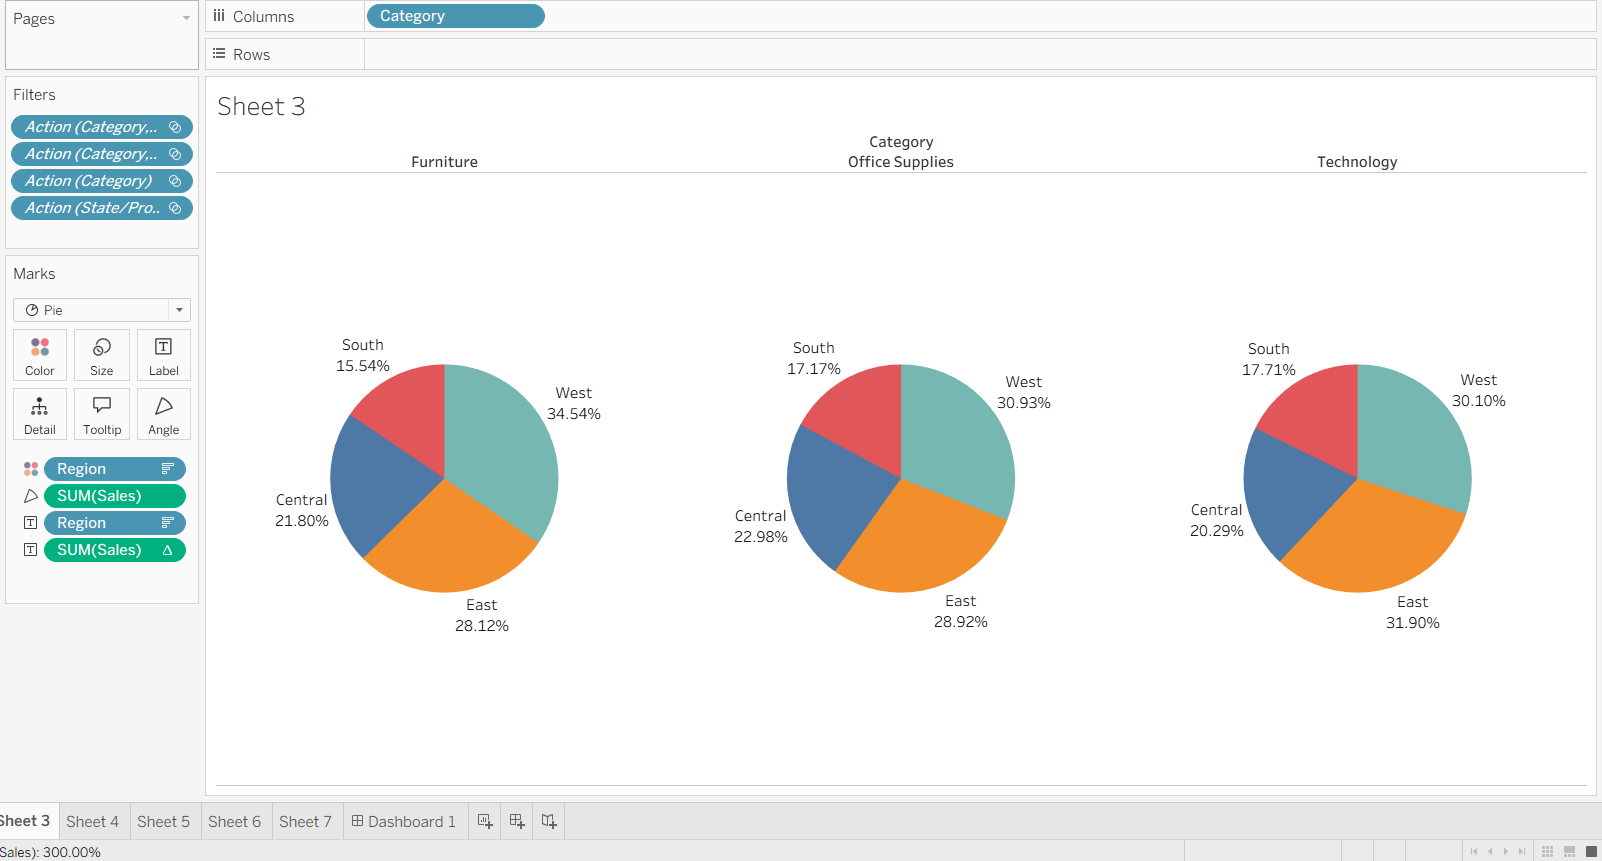 Pages
Columns
Category
Rows
Filters
Action (Category,..
Action (Category,..
Action (Category)
Action (State/Pro..
Marks
Pie
Color
Size
Label
Detail
Tooltip
Angle
Region
SUM(Sales)
Region
SUM(Sales)
Sheet 3
Category
Furniture
Office Supplies
Technology
South
15.54%
West
34.54%
Central
21.80%
East
28.12%
South
17.17%
West
30.93%
Central
22.98%
East
28.92%
South
17.71%
West
30.10%
Central
20.29%
East
31.90%
Sheet 3
Sheet 4
Sheet 5
Sheet 6
Sheet 7
Dashboard 1
Sales): 300.00%